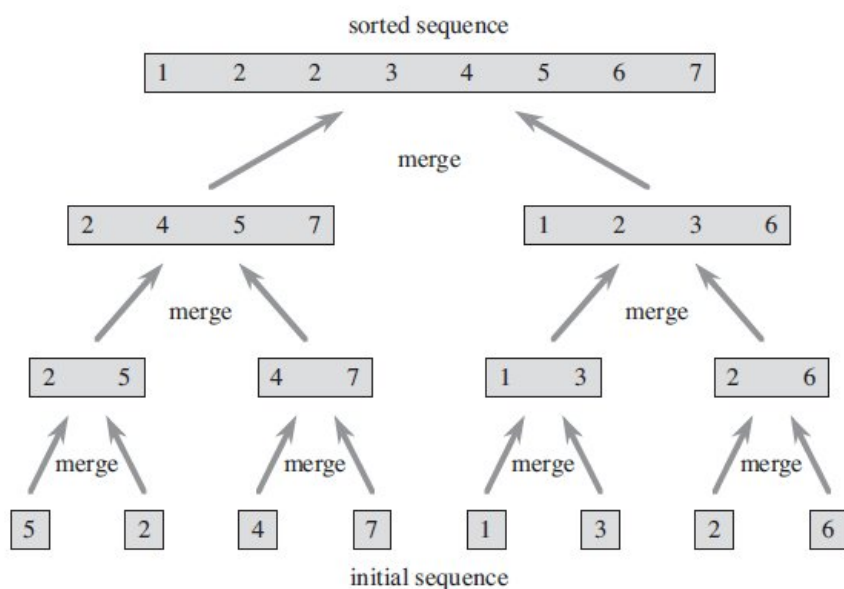 sorted sequence
1 2 2 3 4 5 6 7
merge
2 4 5 7
1 2 3 6
merge
merge
2 5
4 7
1 3
2 6
merge
merge
merge
merge
5
2
4
7
1
3
2
6
initial sequence